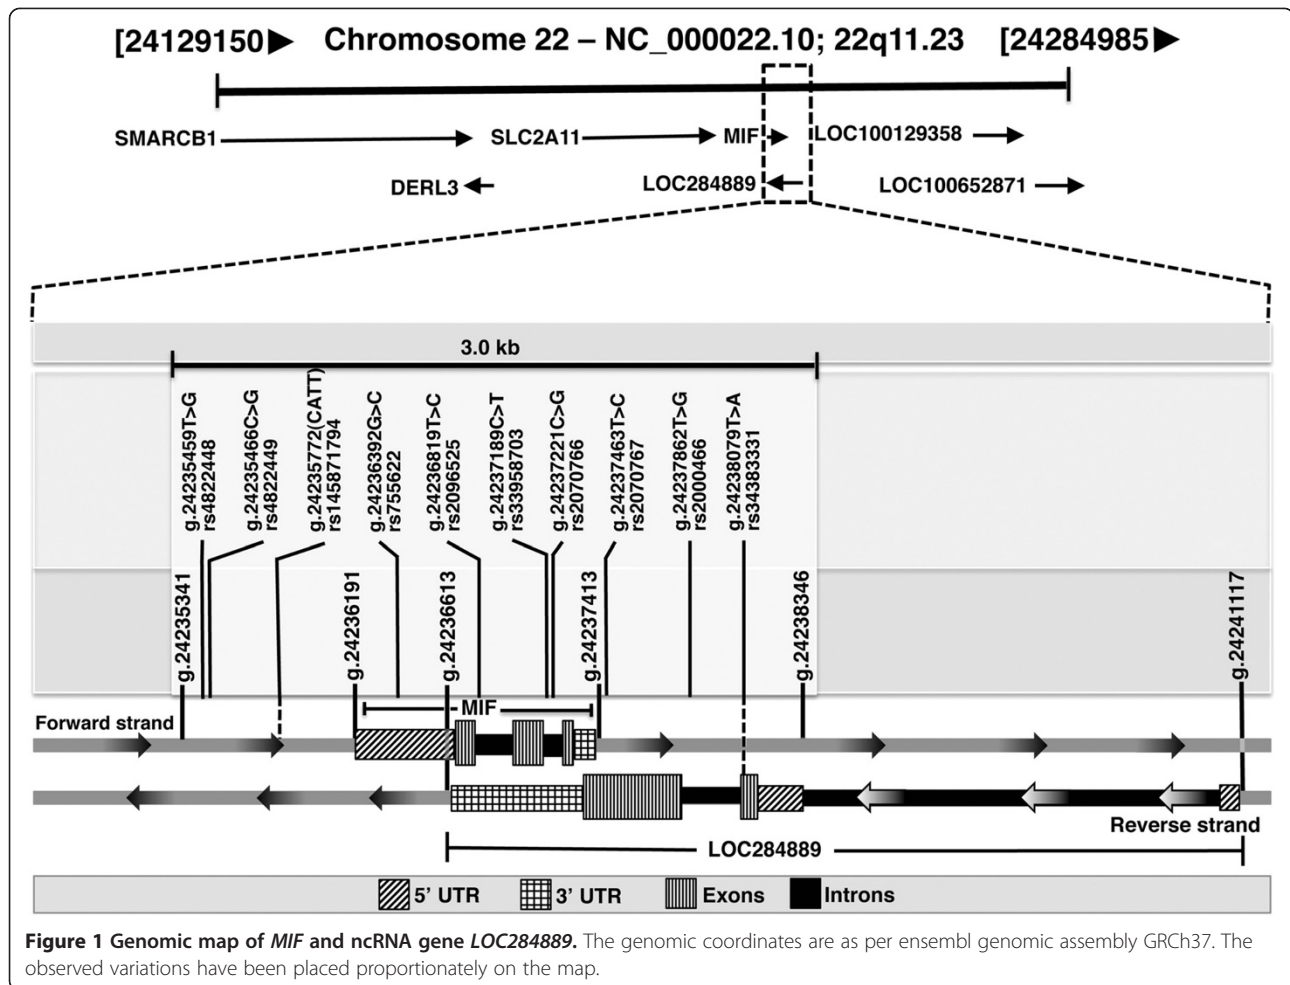 [24129150▶ Chromosome 22 – NC_000022.10; 22q11.23 [24284985▶
SMARCB1 SLC2A11 MIF LOC100129358
DERL3 LOC284889 LOC100652871
3.0 kb
g.24235459T>G
rs4822448
g.24235466C>G
rs4822449
g.24235772(CATT)
rs145871794
g.24236392G>C
rs755622
g.24236819T>C
rs2096525
g.24237189C>T
rs33958703
g.24237221C>G
rs2070766
g.24237463T>C
rs2070767
g.24237862T>G
rs2000466
g.24238079T>A
rs34383331
g.24235341
g.24236191
g.24236613
g.24237413
g.24238346
g.24241117
MIF
Forward strand
Reverse strand
LOC284889
5' UTR 3' UTR Exons Introns
Figure 1 Genomic map of MIF and ncRNA gene LOC284889. The genomic coordinates are as per ensembl genomic assembly GRCh37. The
observed variations have been placed proportionately on the map.